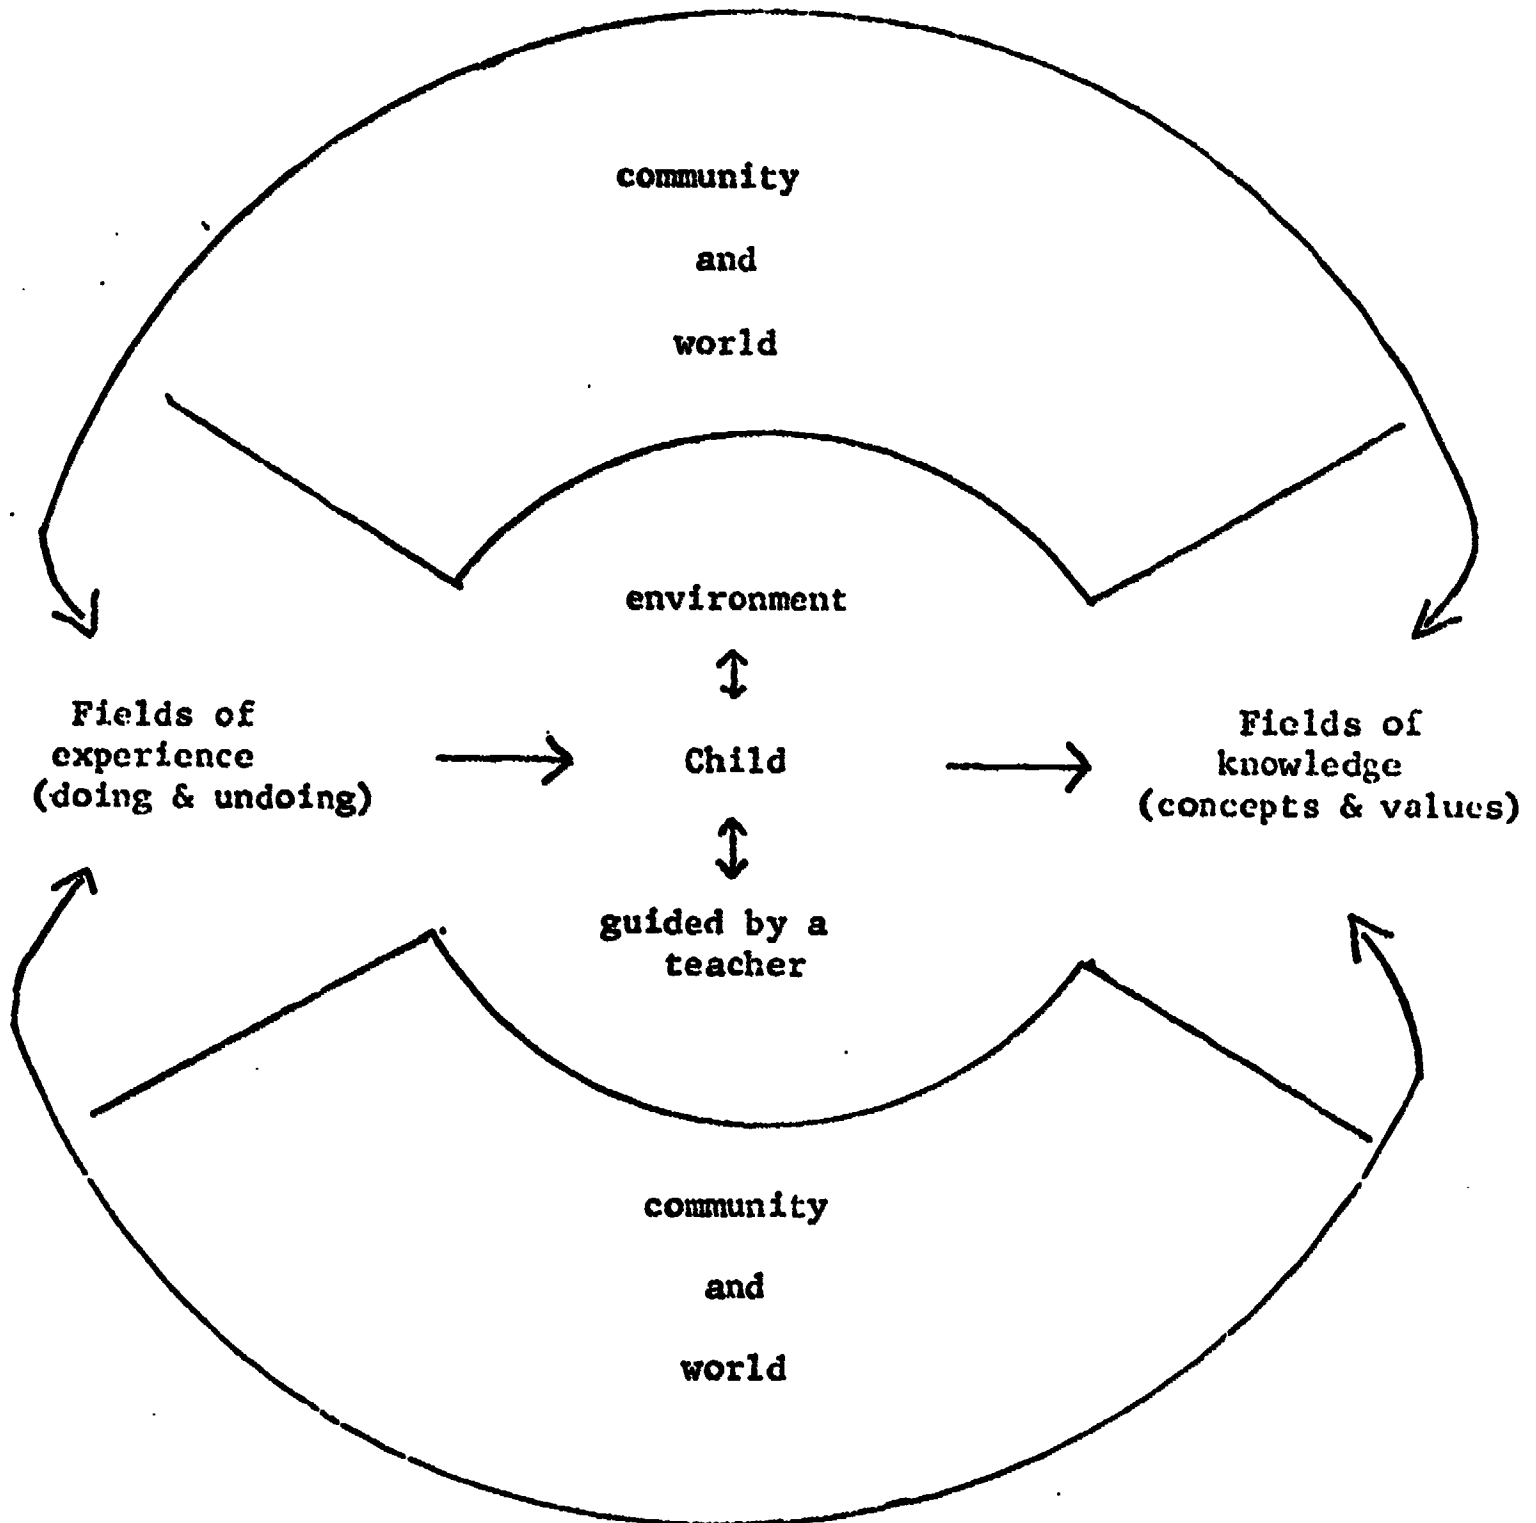 community
and
world
environment
Fields of
experience
(doing & undoing)
Child
Fields of
knowledge
(concepts & values)
guided by a
teacher
community
and
world